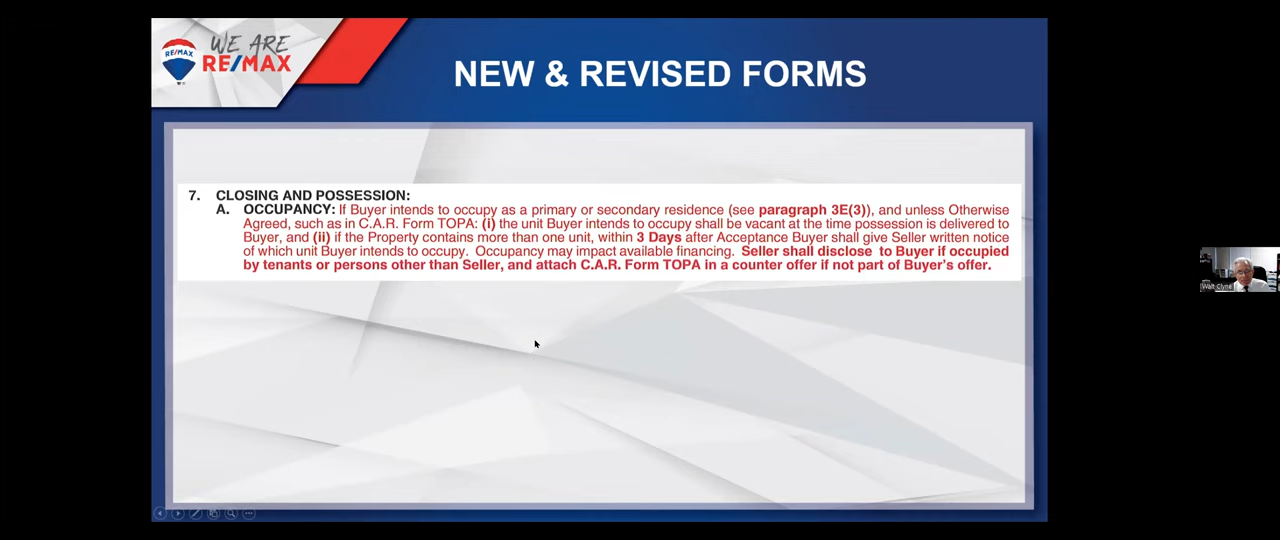 WE ARE
RE/MAX
RE/MAX
NEW & REVISED FORMS
7. CLOSING AND POSSESSION:
A. OCCUPANCY: If Buyer intends to occupy as a primary or secondary residence (see paragraph 3E(3)), and unless Otherwise
Agreed, such as in C.A.R. Form TOPA: (i) the unit Buyer intends to occupy shall be vacant at the time possession is delivered to
Buyer, and (ii) if the Property contains more than one unit, within 3 Days after Acceptance Buyer shall give Seller written notice
of which unit Buyer intends to occupy. Occupancy may impact available financing. Seller shall disclose to Buyer if occupied
by tenants or persons other than Seller, and attach C.A.R. Form TOPA in a counter offer if not part of Buyer's offer.
Walt Clyne